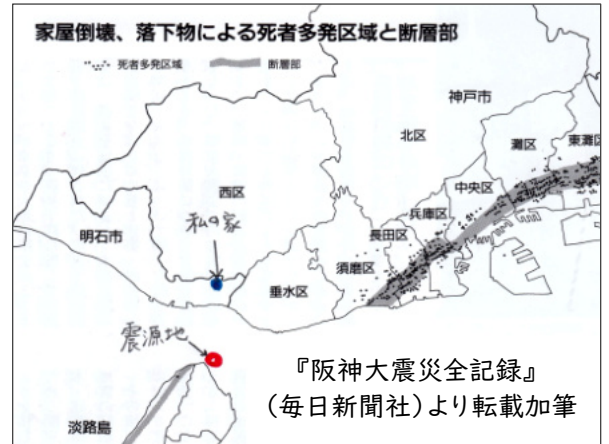 家屋倒壊、落下物による死者多発区域と断層部
死者多発区域 断層部
神戸市
北区
灘区
東灘区
西区
中央区
兵庫区
私の家
長田区
明石市
須磨区
垂水区
震源地
『阪神大震災全記録』
(毎日新聞社)より転載加筆
淡路島